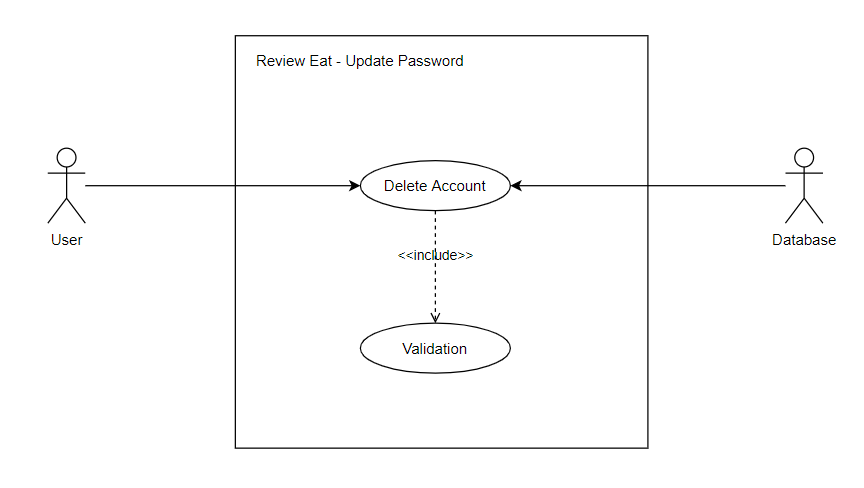 Review Eat - Update Password
Delete Account
User
Database
<<include>>
Validation